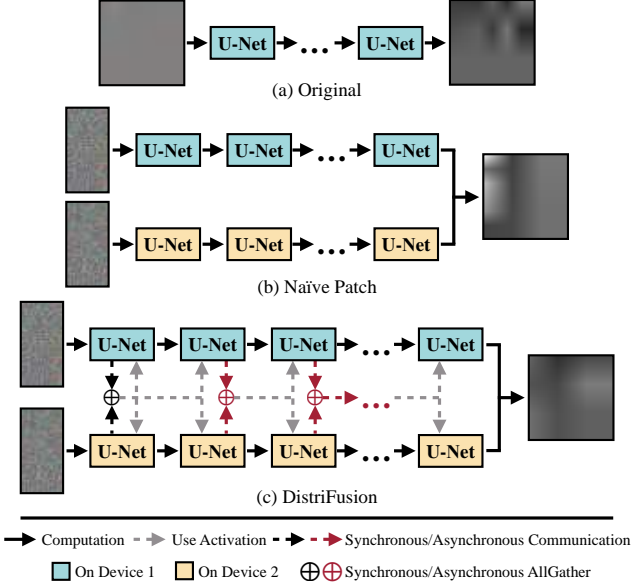 U-Net ... U-Net
(a) Original
U-Net U-Net ... U-Net
U-Net U-Net ... U-Net
(b) Naïve Patch
U-Net U-Net U-Net ... U-Net
...
U-Net U-Net U-Net ... U-Net
(c) DistriFusion
Computation Use Activation Synchronous/Asynchronous Communication
On Device 1 On Device 2 Synchronous/Asynchronous AllGather